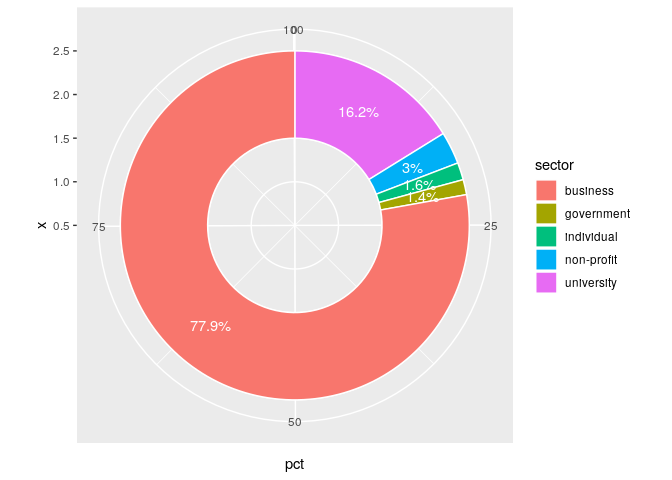 100
0
2.5
2.0
1.5
1.0
0.5
x
75
25
50
16.2%
3%
1.6%
1.4%
77.9%
pct
sector
business
government
individual
non-profit
university